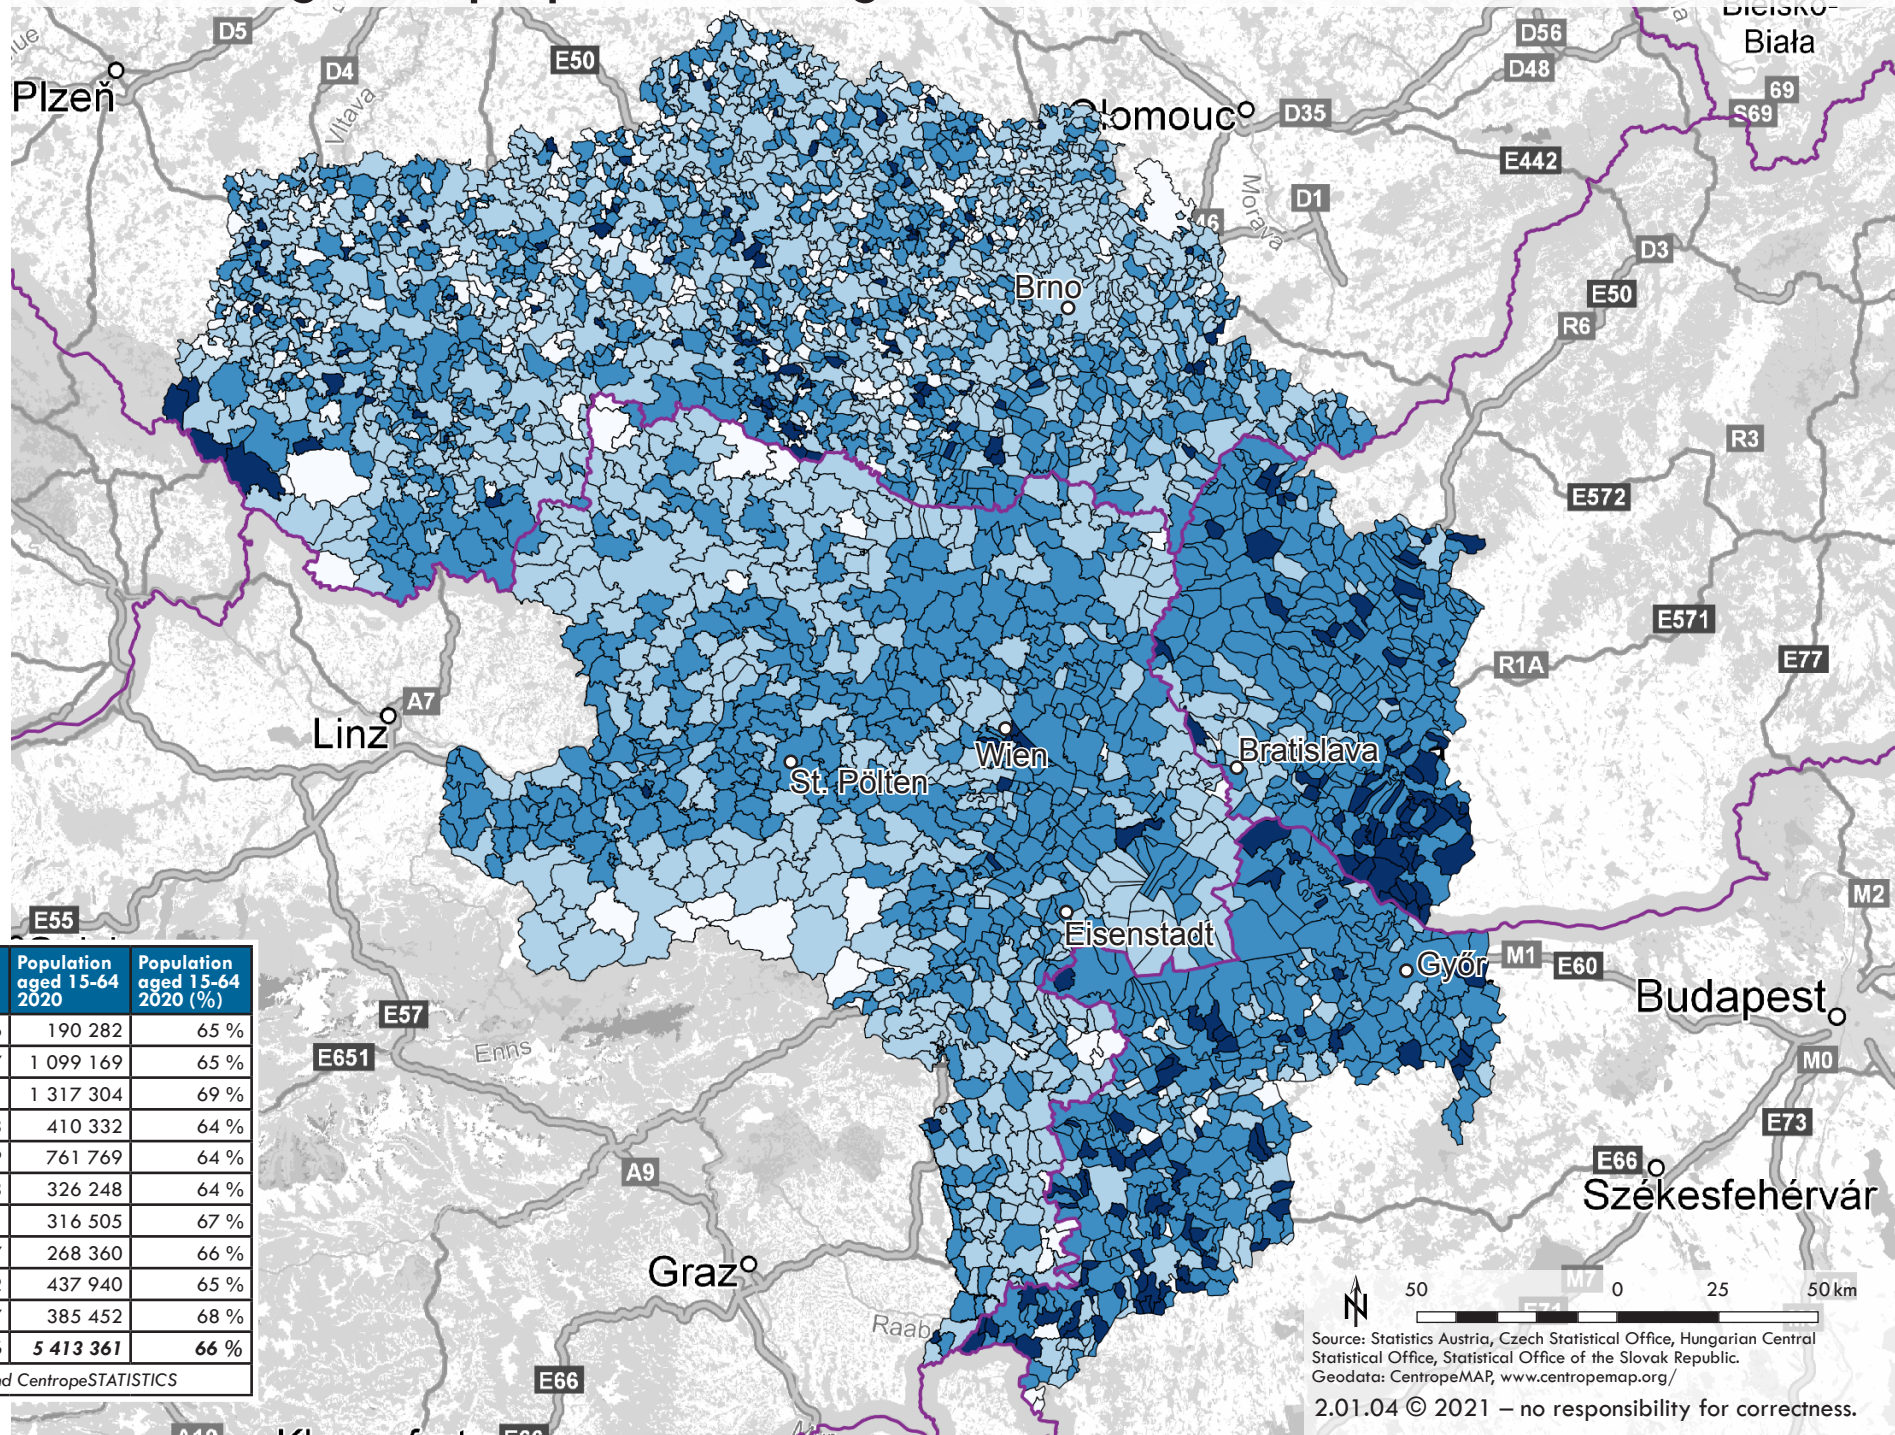 D5
D4
E50
D56
D48
Biała
69
S69
Plzeň
Vltava
D35
E442
Morava
D1
46
D3
E50
R6
Brno
R3
E572
E571
R1A
E77
A7
Linz
Wien
Bratislava
St. Pölten
Eisenstadt
Győr
M1
E60
M2
Budapest
M0
E55
E57
E651
Enns
E73
A9
E66
Székesfehérvár
Graz
Raab
M7
E66
Population
aged 15-64
2020
Population
aged 15-64
2020 (%)
190 282 65 %
1 099 169 65 %
1 317 304 69 %
410 332 64 %
761 769 64 %
326 248 64 %
316 505 67 %
268 360 66 %
437 940 65 %
385 452 68 %
5 413 361 66 %
CentropeSTATISTICS
N
50 0 25 50 km
Source: Statistics Austria, Czech Statistical Office, Hungarian Central
Statistical Office, Statistical Office of the Slovak Republic.
Geodata: CentropeMAP, www.centropemap.org/
2.01.04 © 2021 – no responsibility for correctness.